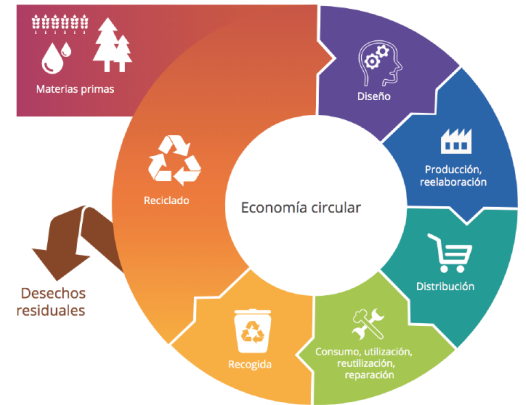 Materias primas
Diseño
Producción,
reelaboración
Reciclado
Economía circular
Distribución
Desechos
residuales
Consumo, utilización,
reutilización,
reparación
Recogida